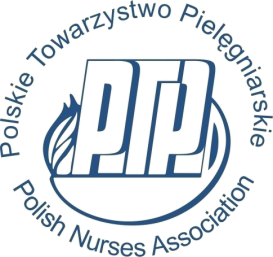 Polskie Towarzystwo Pielęgniarskie
PTP
Polish Nurses Association